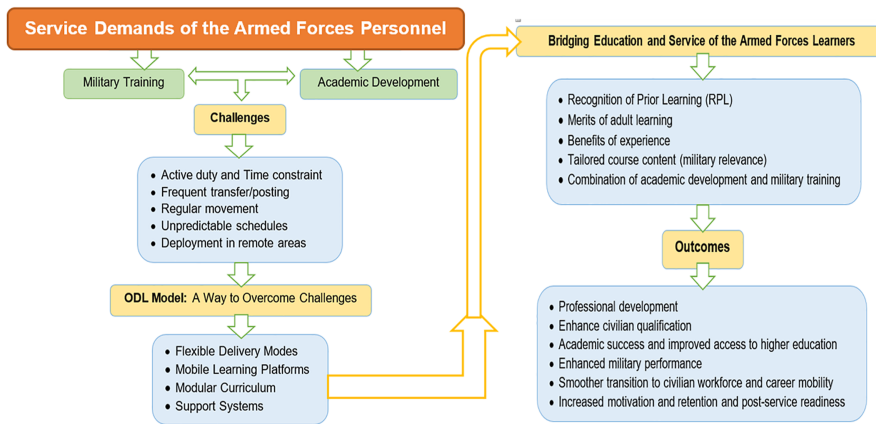 Service Demands of the Armed Forces Personnel
Military Training
Academic Development
Challenges
• Active duty and Time constraint
• Frequent transfer/posting
• Regular movement
• Unpredictable schedules
• Deployment in remote areas
ODL Model: A Way to Overcome Challenges
• Flexible Delivery Modes
• Mobile Learning Platforms
• Modular Curriculum
• Support Systems
Bridging Education and Service of the Armed Forces Learners
• Recognition of Prior Learning (RPL)
• Merits of adult learning
• Benefits of experience
• Tailored course content (military relevance)
• Combination of academic development and military training
Outcomes
• Professional development
• Enhance civilian qualification
• Academic success and improved access to higher education
• Enhanced military performance
• Smoother transition to civilian workforce and career mobility
• Increased motivation and retention and post-service readiness